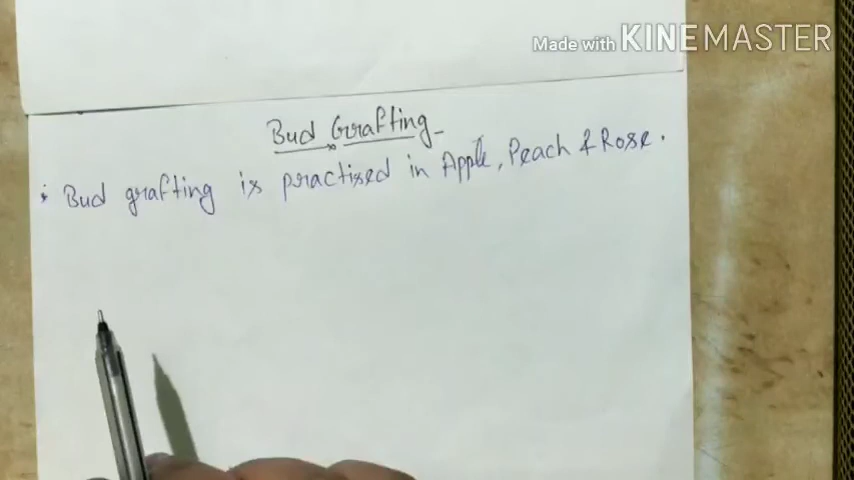 Made with KINEMASTER
Bud Grafting-
Bud grafting is practised in Apple, Peach & Rose.